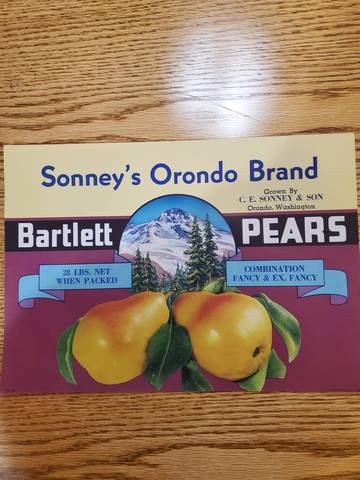 Sonney's Orondo Brand
Grown By
C. E. SONNEY & SON
Orondo, Washington
Bartlett PEARS
28 LBS. NET
WHEN PACKED
COMBINATION
FANCY & EX. FANCY